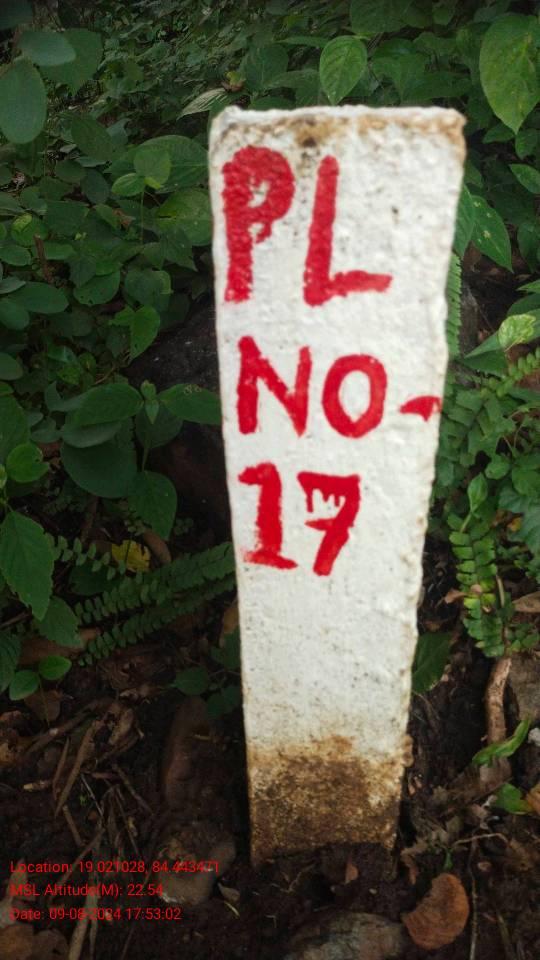 PL
NO-
17
Location: 19.021028, 84.443471
MSL Altitude(M): 22.54
Date: 09-08-2024 17:53:02